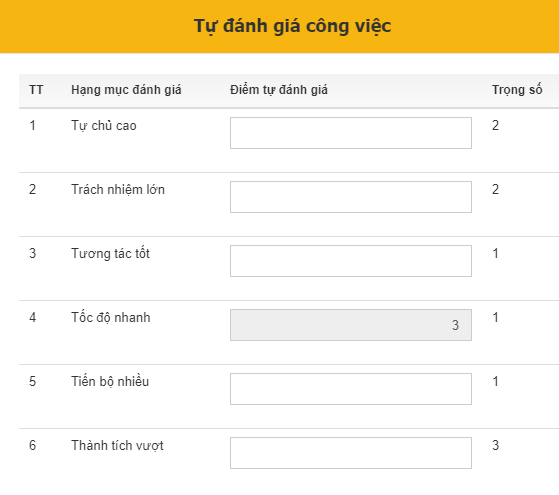 Tự đánh giá công việc
TT Hạng mục đánh giá Điểm tự đánh giá Trọng số
1 Tự chủ cao 2
2 Trách nhiệm lớn 2
3 Tương tác tốt 1
4 Tốc độ nhanh 3 1
5 Tiến bộ nhiều 1
6 Thành tích vượt 3